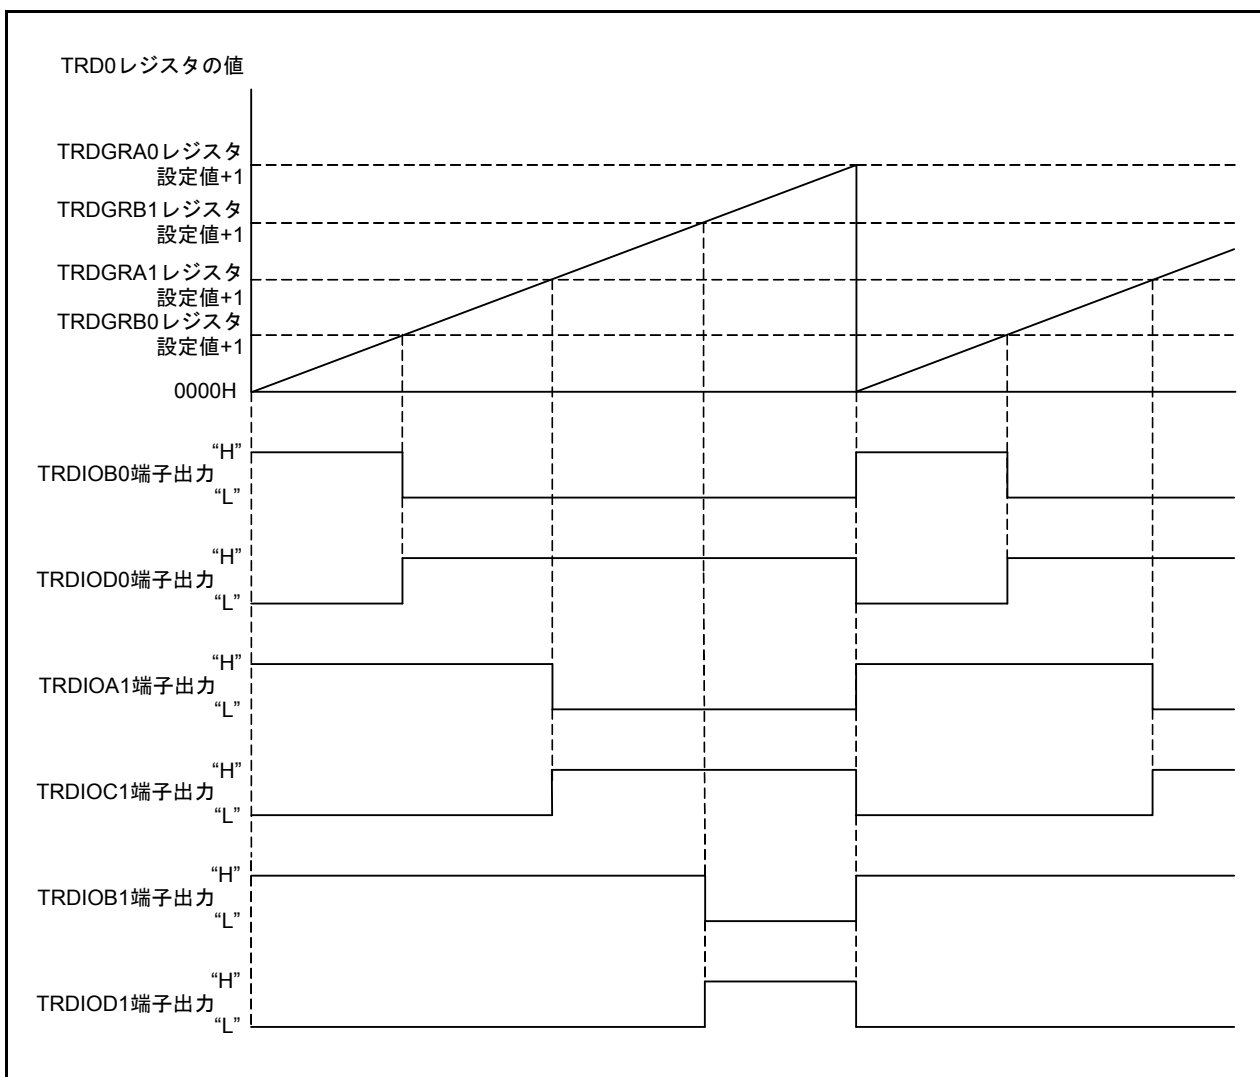 TRD0レジスタの値
TRDGRA0レジスタ
設定値+1
TRDGRB1レジスタ
設定値+1
TRDGRA1レジスタ
設定値+1
TRDGRB0レジスタ
設定値+1
0000H
“H”
TRDIOB0端子出力
“L”
“H”
TRDIOD0端子出力
“L”
“H”
TRDIOA1端子出力
“L”
“H”
TRDIOC1端子出力
“L”
“H”
TRDIOB1端子出力
“L”
“H”
TRDIOD1端子出力
“L”